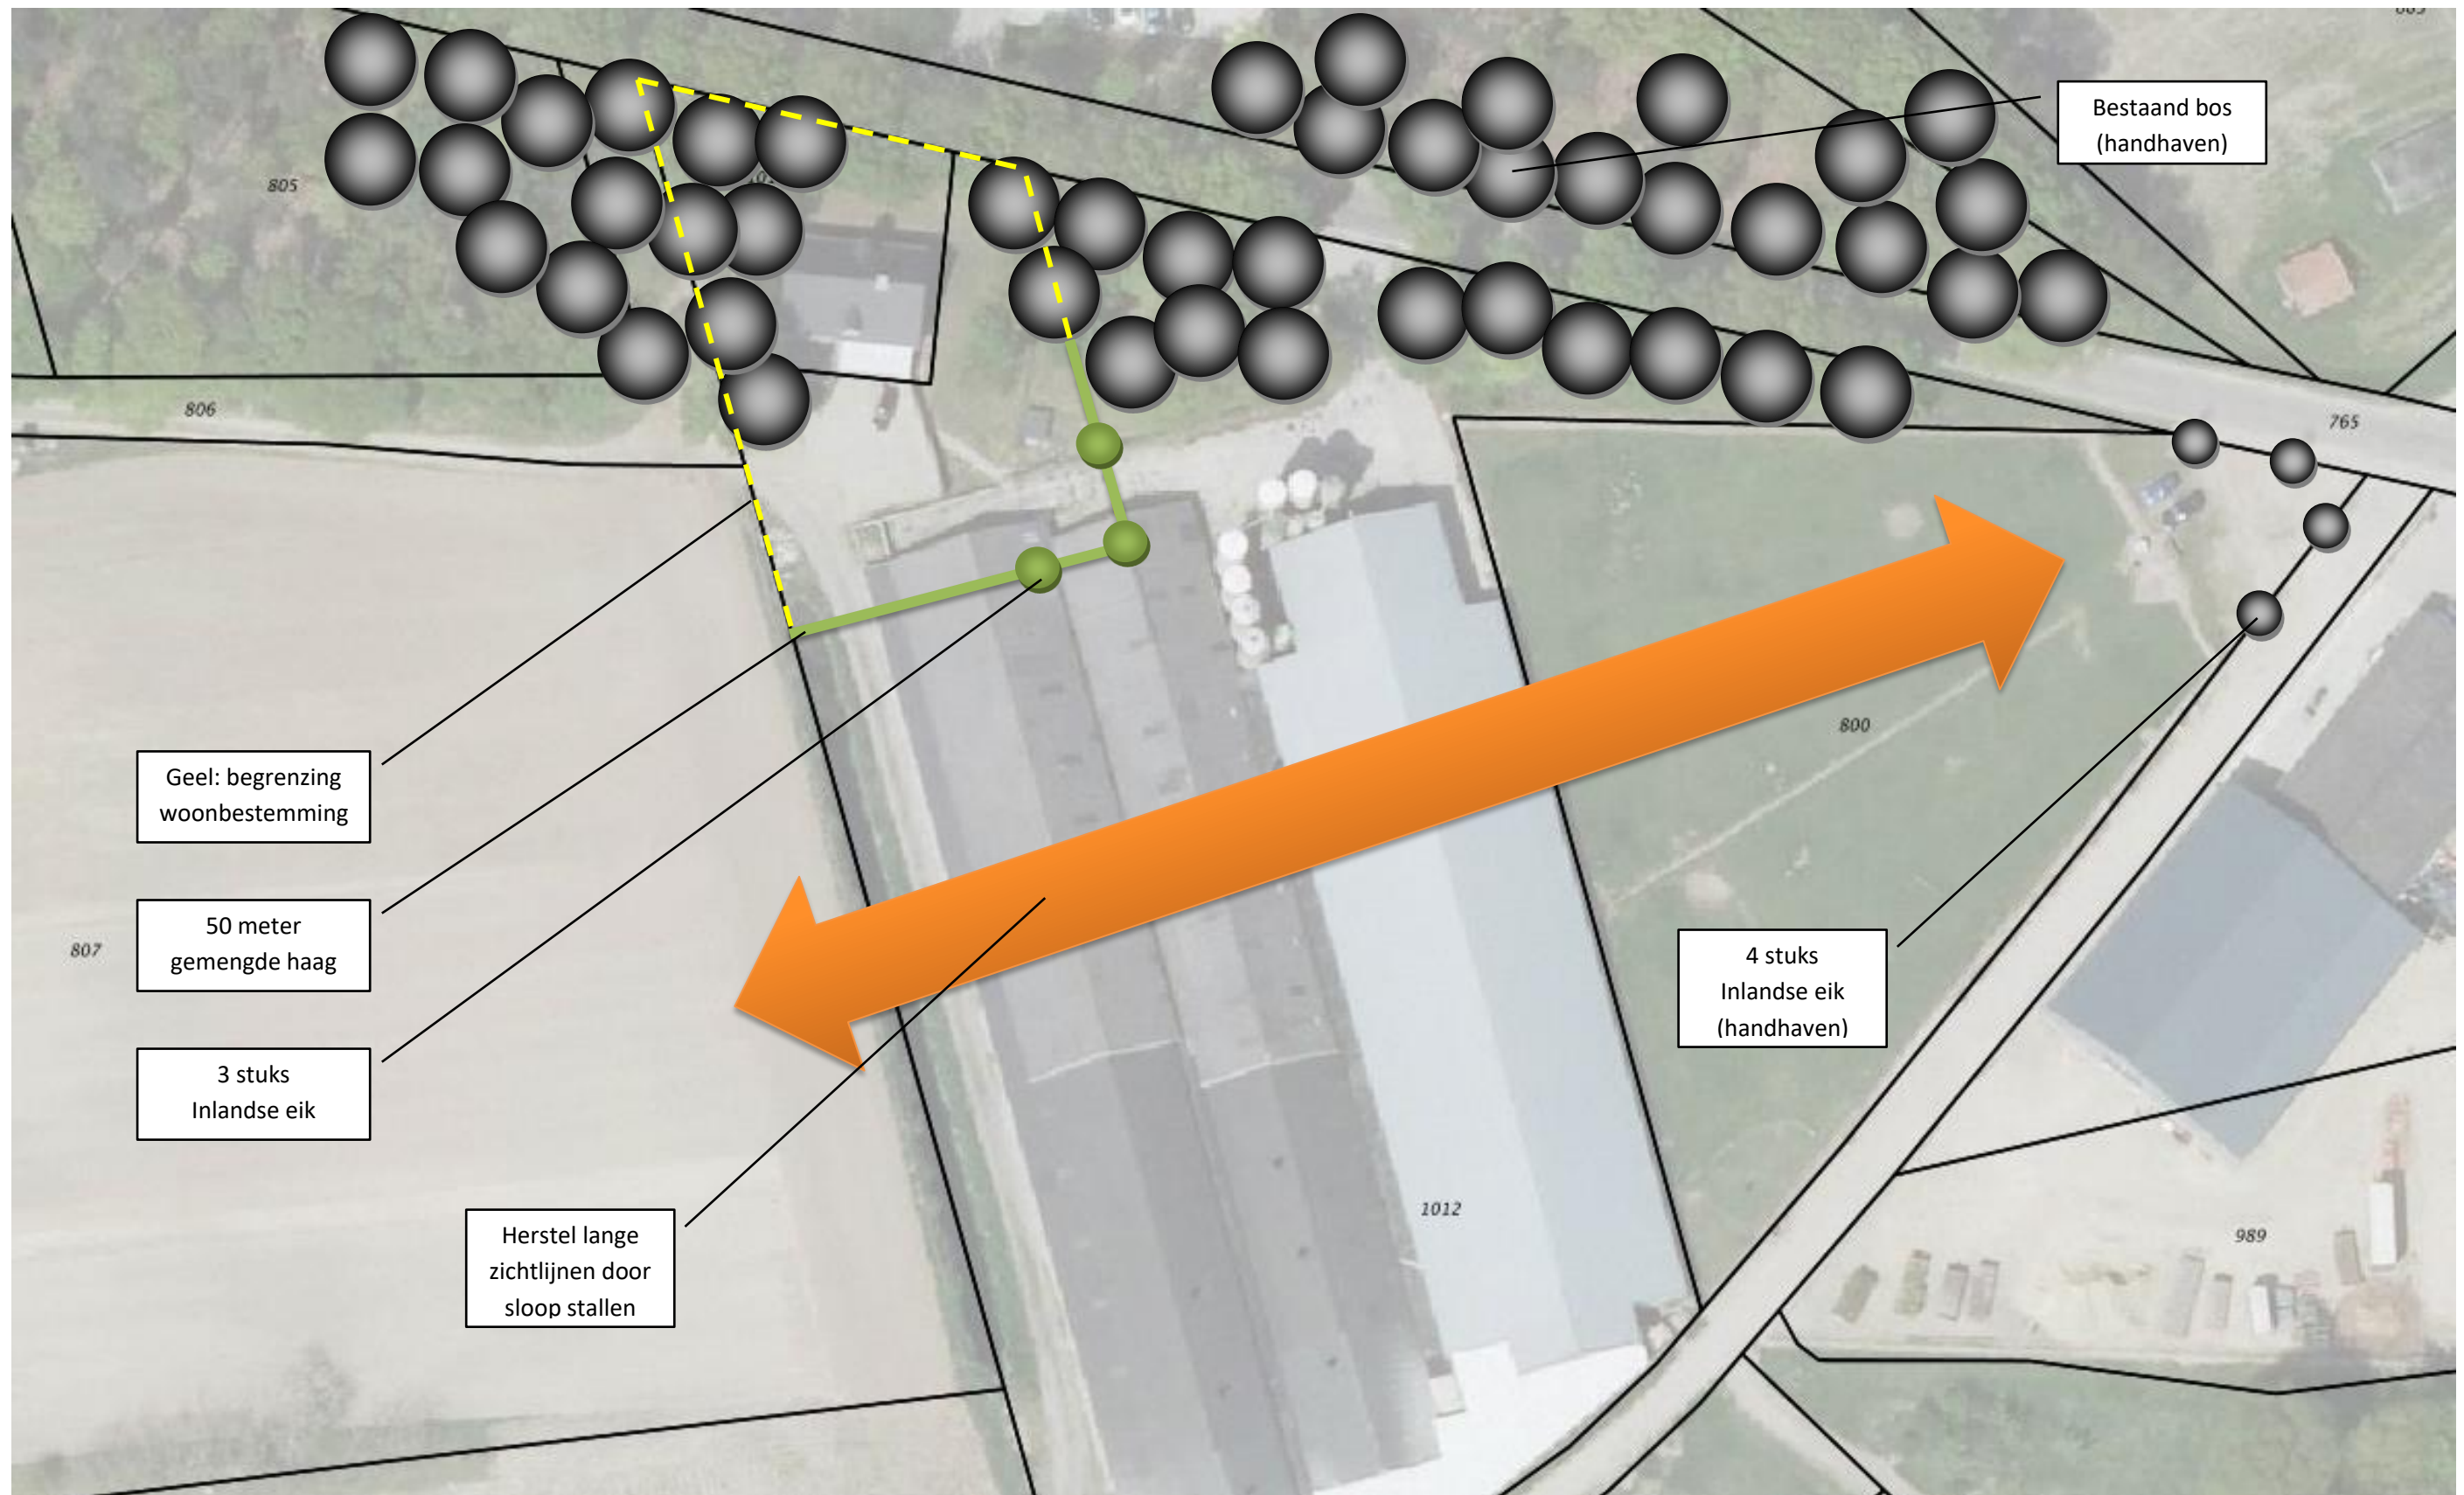 Bestaand bos
(handhaven)
805
806
765
800
Geel: begrenzing
woonbestemming
50 meter
gemengde haag
807
4 stuks
Inlandse eik
(handhaven)
3 stuks
Inlandse eik
1012
989
Herstel lange
zichtlijnen door
sloop stallen